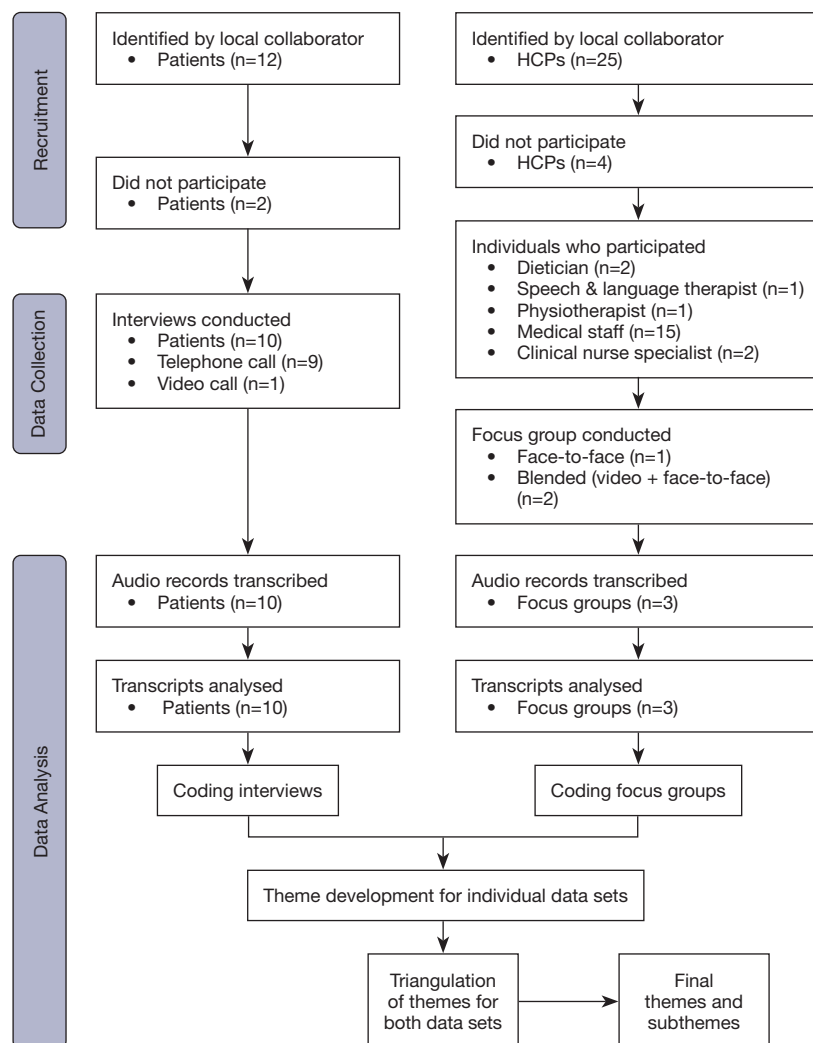 Recruitment
Identified by local collaborator
• Patients (n=12)
Did not participate
• Patients (n=2)
Identified by local collaborator
• HCPs (n=25)
Did not participate
• HCPs (n=4)
Individuals who participated
• Dietician (n=2)
• Speech & language therapist (n=1)
• Physiotherapist (n=1)
• Medical staff (n=15)
• Clinical nurse specialist (n=2)
Data Collection
Interviews conducted
• Patients (n=10)
• Telephone call (n=9)
• Video call (n=1)
Focus group conducted
• Face-to-face (n=1)
• Blended (video + face-to-face)
(n=2)
Data Analysis
Audio records transcribed
• Patients (n=10)
Audio records transcribed
• Focus groups (n=3)
Transcripts analysed
• Patients (n=10)
Transcripts analysed
• Focus groups (n=3)
Coding interviews
Coding focus groups
Theme development for individual data sets
Triangulation
of themes for
both data sets
Final
themes and
subthemes